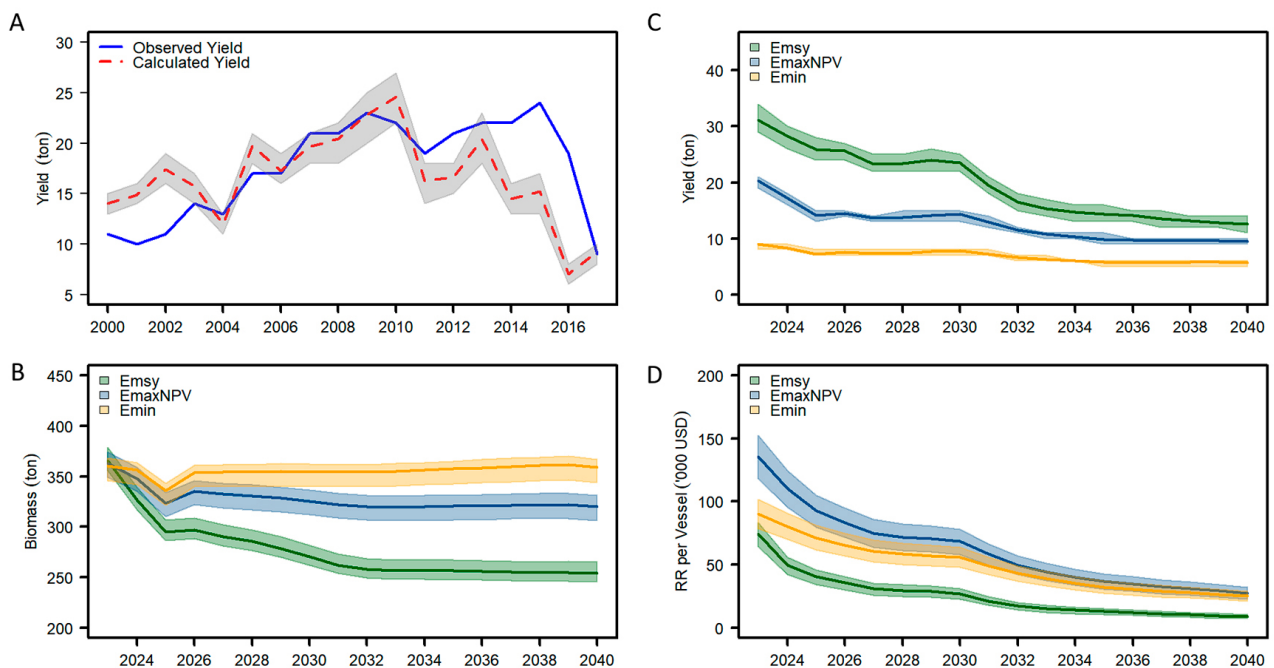 A
Observed Yield
Calculated Yield
Yield (ton)
30
25
20
15
10
5
2000 2002 2004 2006 2008 2010 2012 2014 2016
B
Emsy
EmaxNPV
Emin
Biomass (ton)
450
400
350
300
250
200
2024 2026 2028 2030 2032 2034 2036 2038 2040
C
Emsy
EmaxNPV
Emin
Yield (ton)
40
30
20
10
0
2024 2026 2028 2030 2032 2034 2036 2038 2040
D
Emsy
EmaxNPV
Emin
RR per Vessel ('000 USD)
200
150
100
50
0
2024 2026 2028 2030 2032 2034 2036 2038 2040